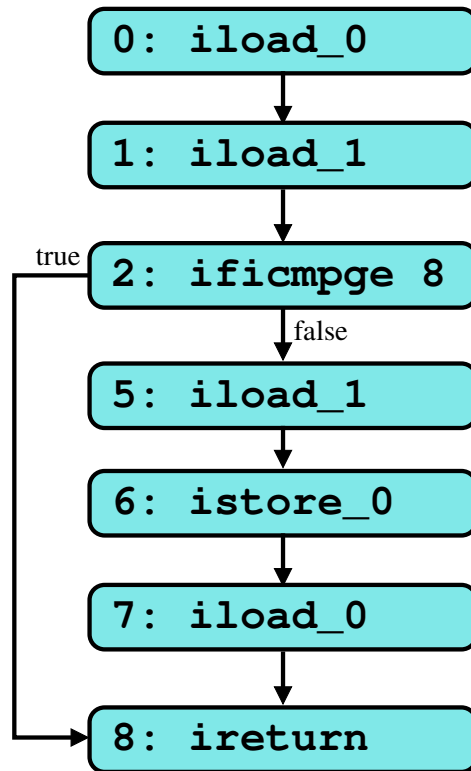 0: iload_0
1: iload_1
true
2: ificmpge 8
false
5: iload_1
6: istore_0
7: iload_0
8: ireturn